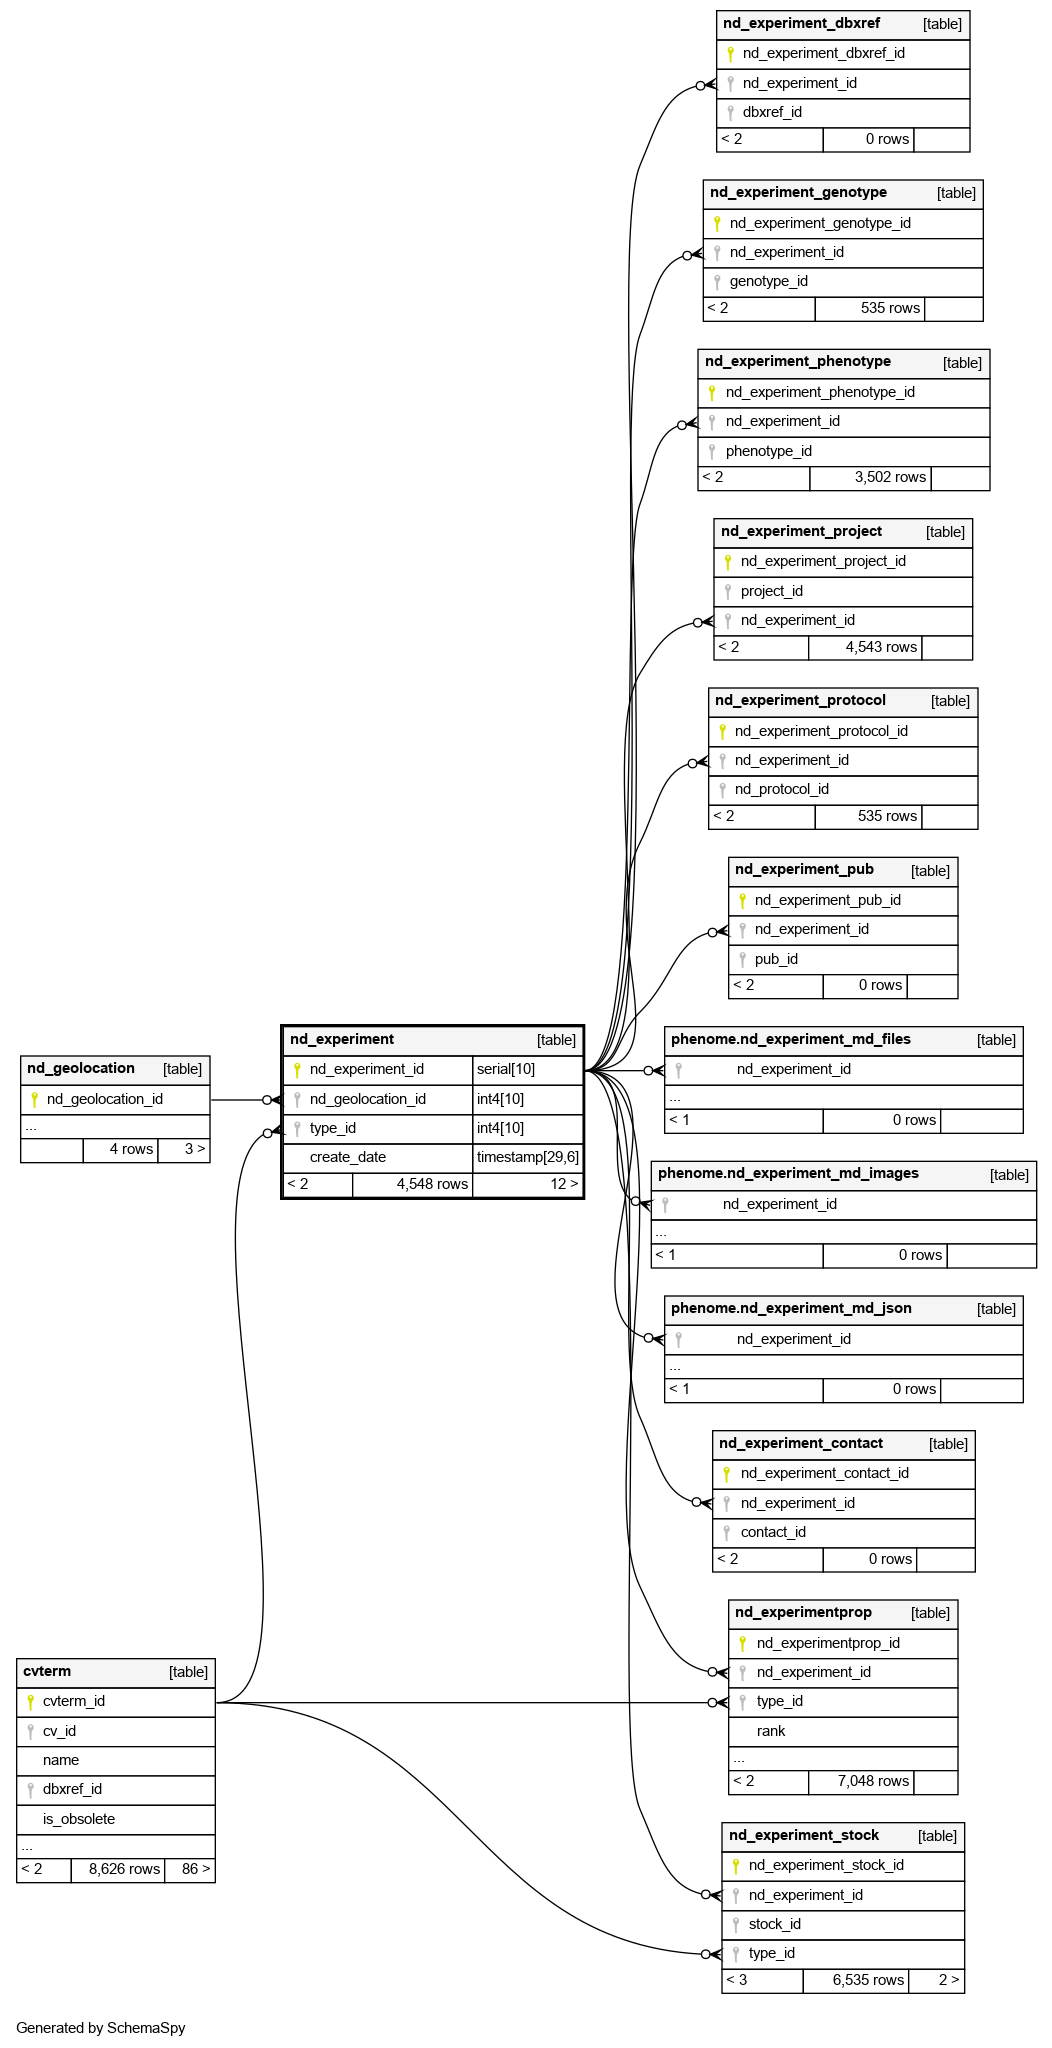 nd_experiment_dbxref [table]
nd_experiment_dbxref_id
nd_experiment_id
dbxref_id
< 2 0 rows
nd_experiment_genotype [table]
nd_experiment_genotype_id
nd_experiment_id
genotype_id
< 2 535 rows
nd_experiment_phenotype [table]
nd_experiment_phenotype_id
nd_experiment_id
phenotype_id
< 2 3,502 rows
nd_experiment_project [table]
nd_experiment_project_id
project_id
nd_experiment_id
< 2 4,543 rows
nd_experiment_protocol [table]
nd_experiment_protocol_id
nd_experiment_id
nd_protocol_id
< 2 535 rows
nd_experiment_pub [table]
nd_experiment_pub_id
nd_experiment_id
pub_id
< 2 0 rows
nd_geolocation [table]
nd_geolocation_id
...
4 rows 3 >
nd_experiment [table]
nd_experiment_id serial[10]
nd_geolocation_id int4[10]
type_id int4[10]
create_date timestamp[29,6]
< 2 4,548 rows 12 >
phenome.nd_experiment_md_files [table]
nd_experiment_id
...
< 1 0 rows
phenome.nd_experiment_md_images [table]
nd_experiment_id
...
< 1 0 rows
phenome.nd_experiment_md_json [table]
nd_experiment_id
...
< 1 0 rows
nd_experiment_contact [table]
nd_experiment_contact_id
nd_experiment_id
contact_id
< 2 0 rows
nd_experimentprop [table]
nd_experimentprop_id
nd_experiment_id
type_id
rank
...
< 2 7,048 rows
cvterm [table]
cvterm_id
cv_id
name
dbxref_id
is_obsolete
...
< 2 8,626 rows 86 >
nd_experiment_stock [table]
nd_experiment_stock_id
nd_experiment_id
stock_id
type_id
< 3 6,535 rows 2 >
Generated by SchemaSpy